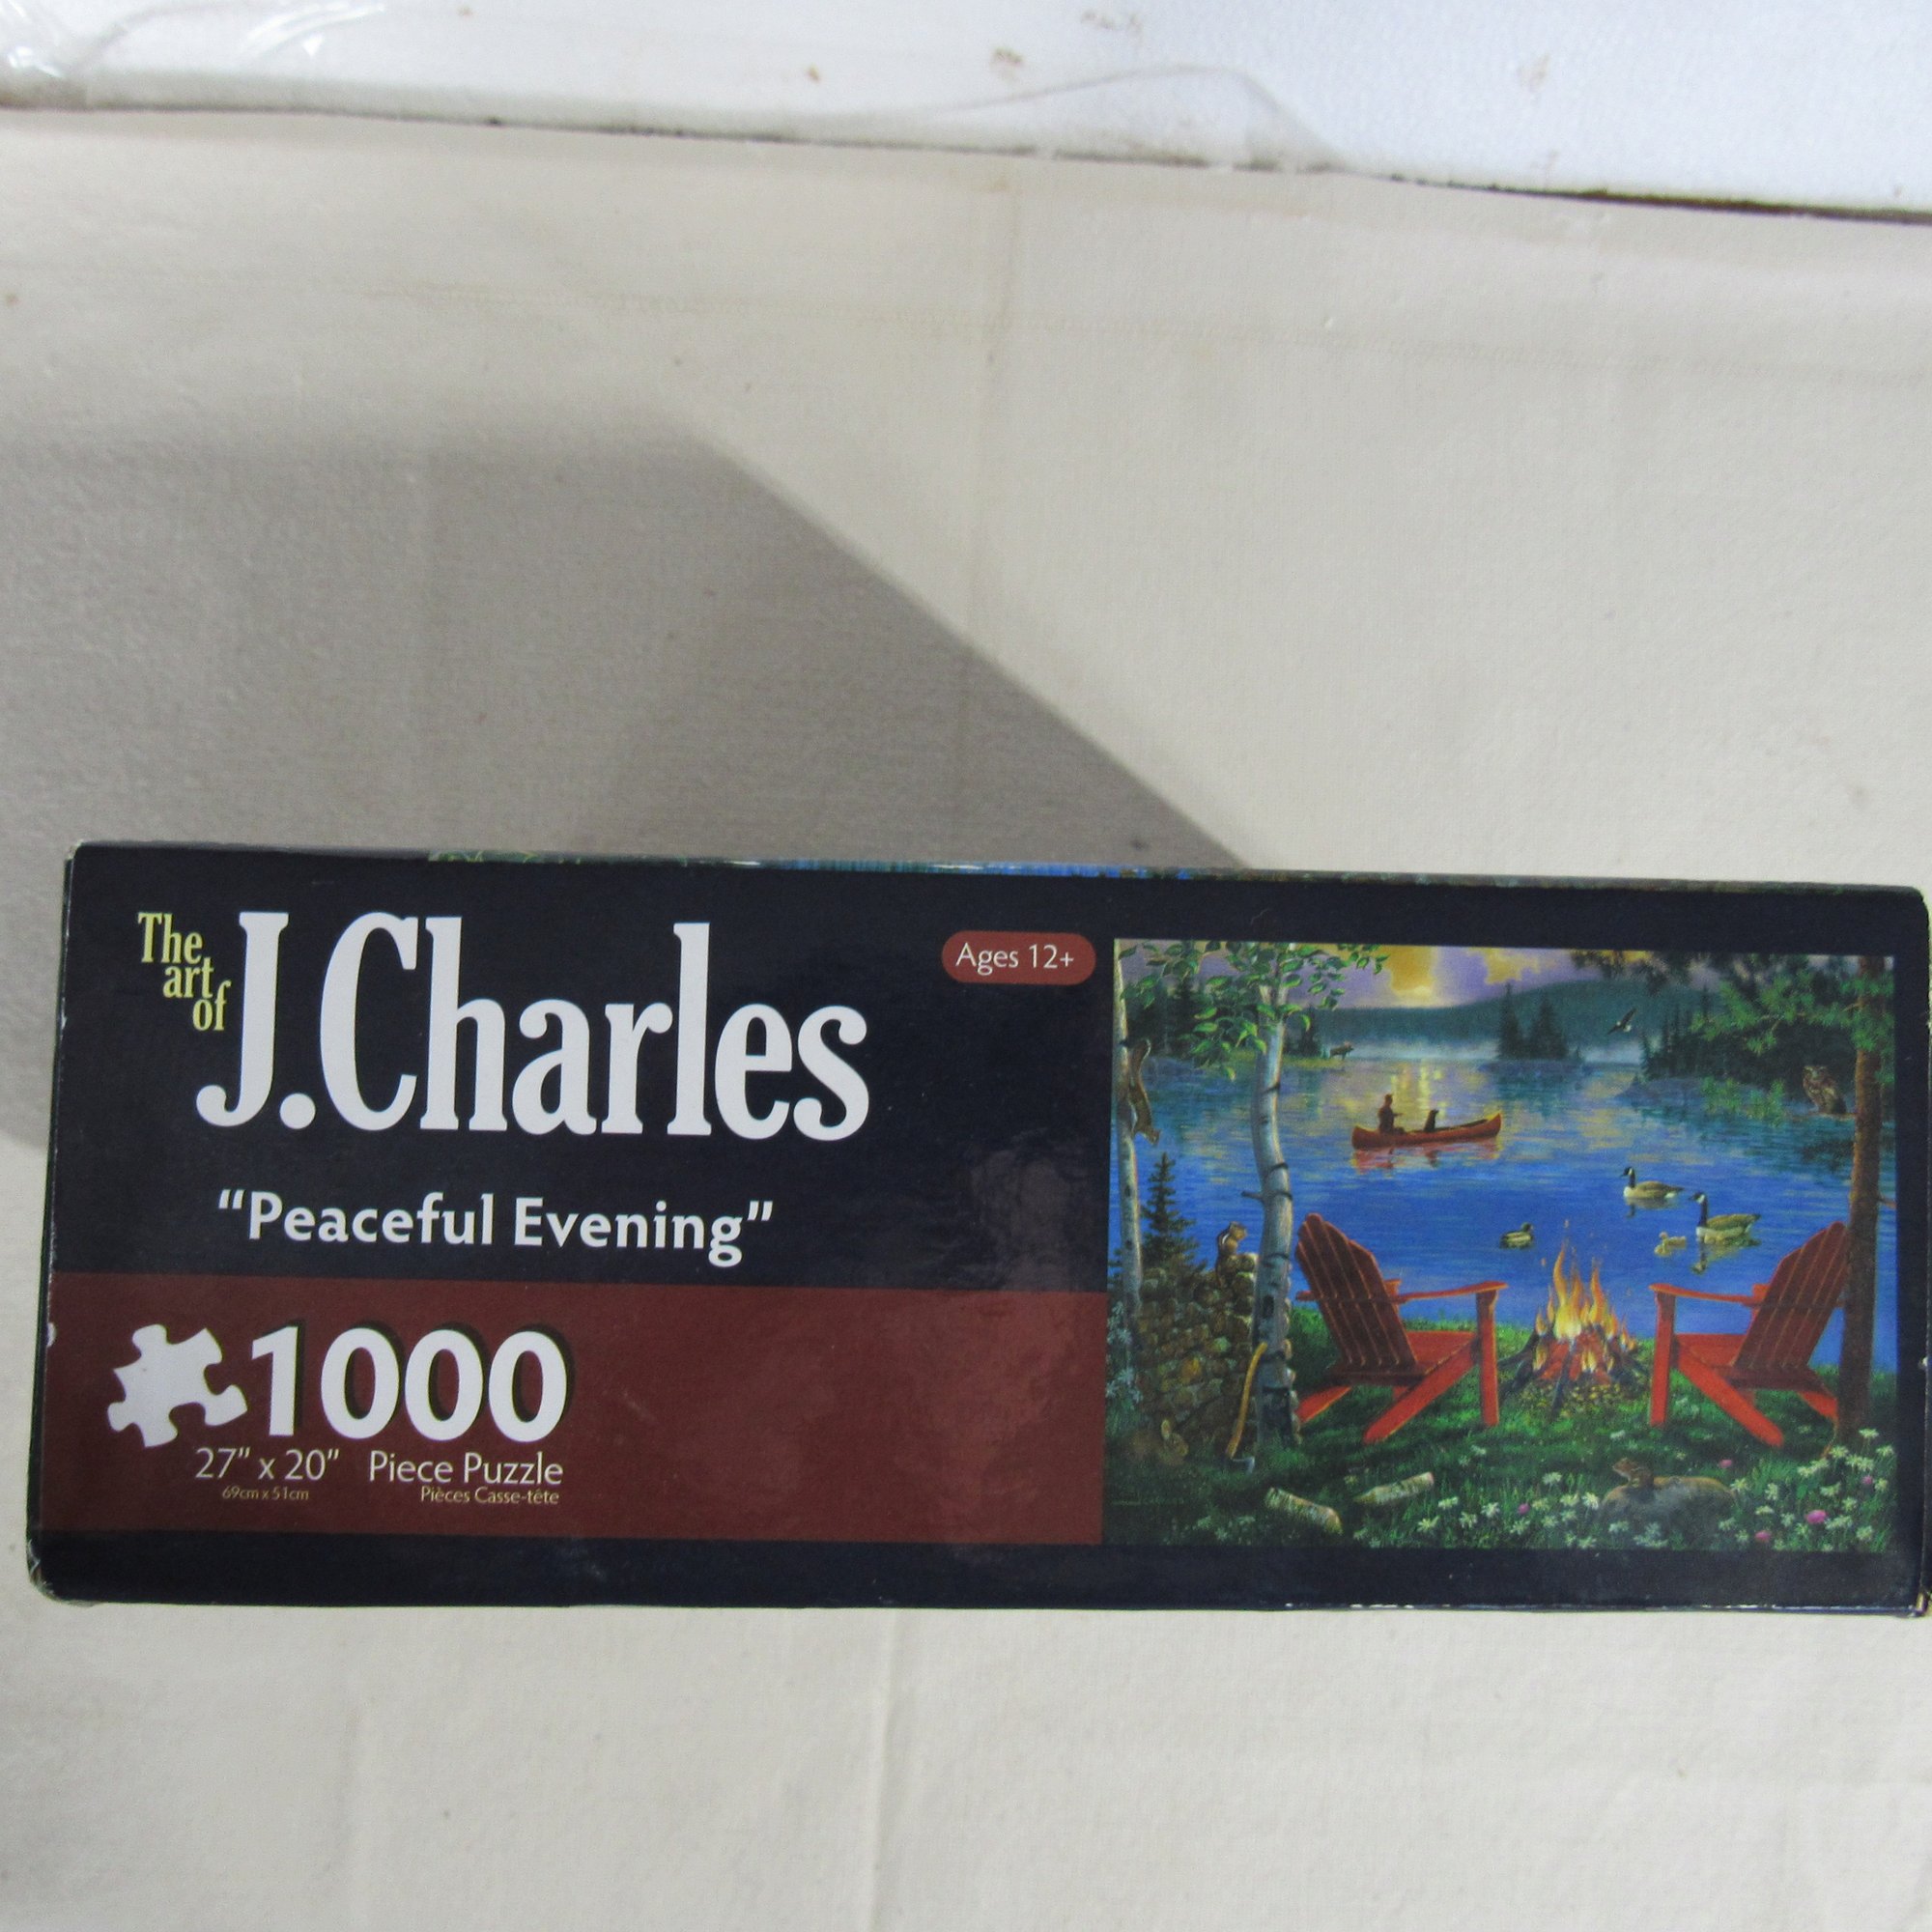 The
art
of
J.Charles
Ages 12+
“Peaceful Evening”
1000
27” x 20” Piece Puzzle
69cm x 51cm Pièces Casse-tête